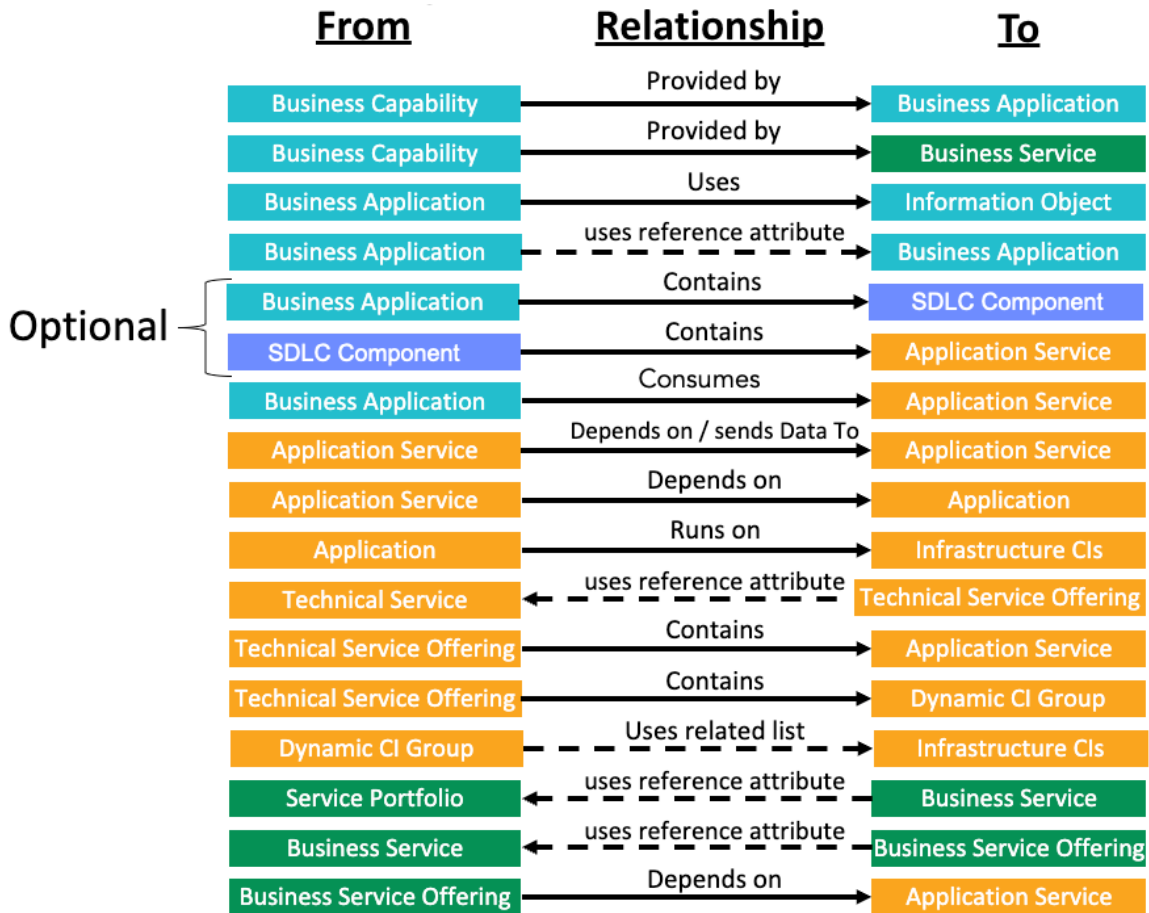 From Relationship To
Business Capability Provided by Business Application
Business Capability Provided by Business Service
Business Application Uses Information Object
Business Application uses reference attribute Business Application
Optional
Business Application Contains SDLC Component
SDLC Component Contains Application Service
Business Application Consumes Application Service
Application Service Depends on / sends Data To Application Service
Application Service Depends on Application
Application Runs on Infrastructure CIs
Technical Service uses reference attribute Technical Service Offering
Technical Service Offering Contains Application Service
Technical Service Offering Contains Dynamic CI Group
Dynamic CI Group Uses related list Infrastructure CIs
Service Portfolio uses reference attribute Business Service
Business Service uses reference attribute Business Service Offering
Business Service Offering Depends on Application Service